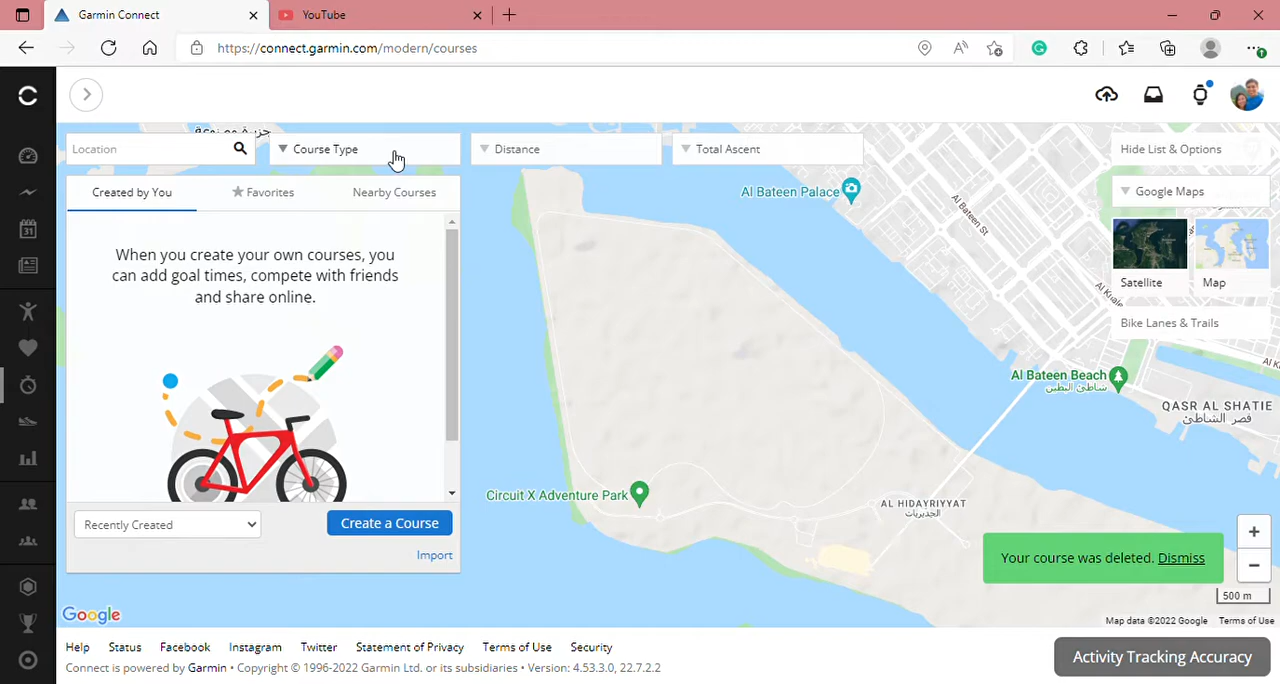 Garmin Connect
YouTube
https://connect.garmin.com/modern/courses
Location
Course Type
Distance
Total Ascent
Hide List & Options
Created by You
Favorites
Nearby Courses
Google Maps
Satellite
Map
Bike Lanes & Trails
When you create your own courses, you
can add goal times, compete with friends
and share online.
Recently Created
Create a Course
Import
Al Bateen Palace
Al Bateen St
Al Bateen Beach
شاطئ البطين
QASR AL SHATIE
قصر الشاطئ
Circuit X Adventure Park
AL HIDAYRIYYAT
الحديريات
Your course was deleted. Dismiss
+
−
500 m
Google
Map data ©2022 Google
Terms of Use
31
Help
Status
Facebook
Instagram
Twitter
Statement of Privacy
Terms of Use
Security
Connect is powered by Garmin • Copyright © 1996-2022 Garmin Ltd. or its subsidiaries • Version: 4.53.3.0, 22.7.2.2
Activity Tracking Accuracy